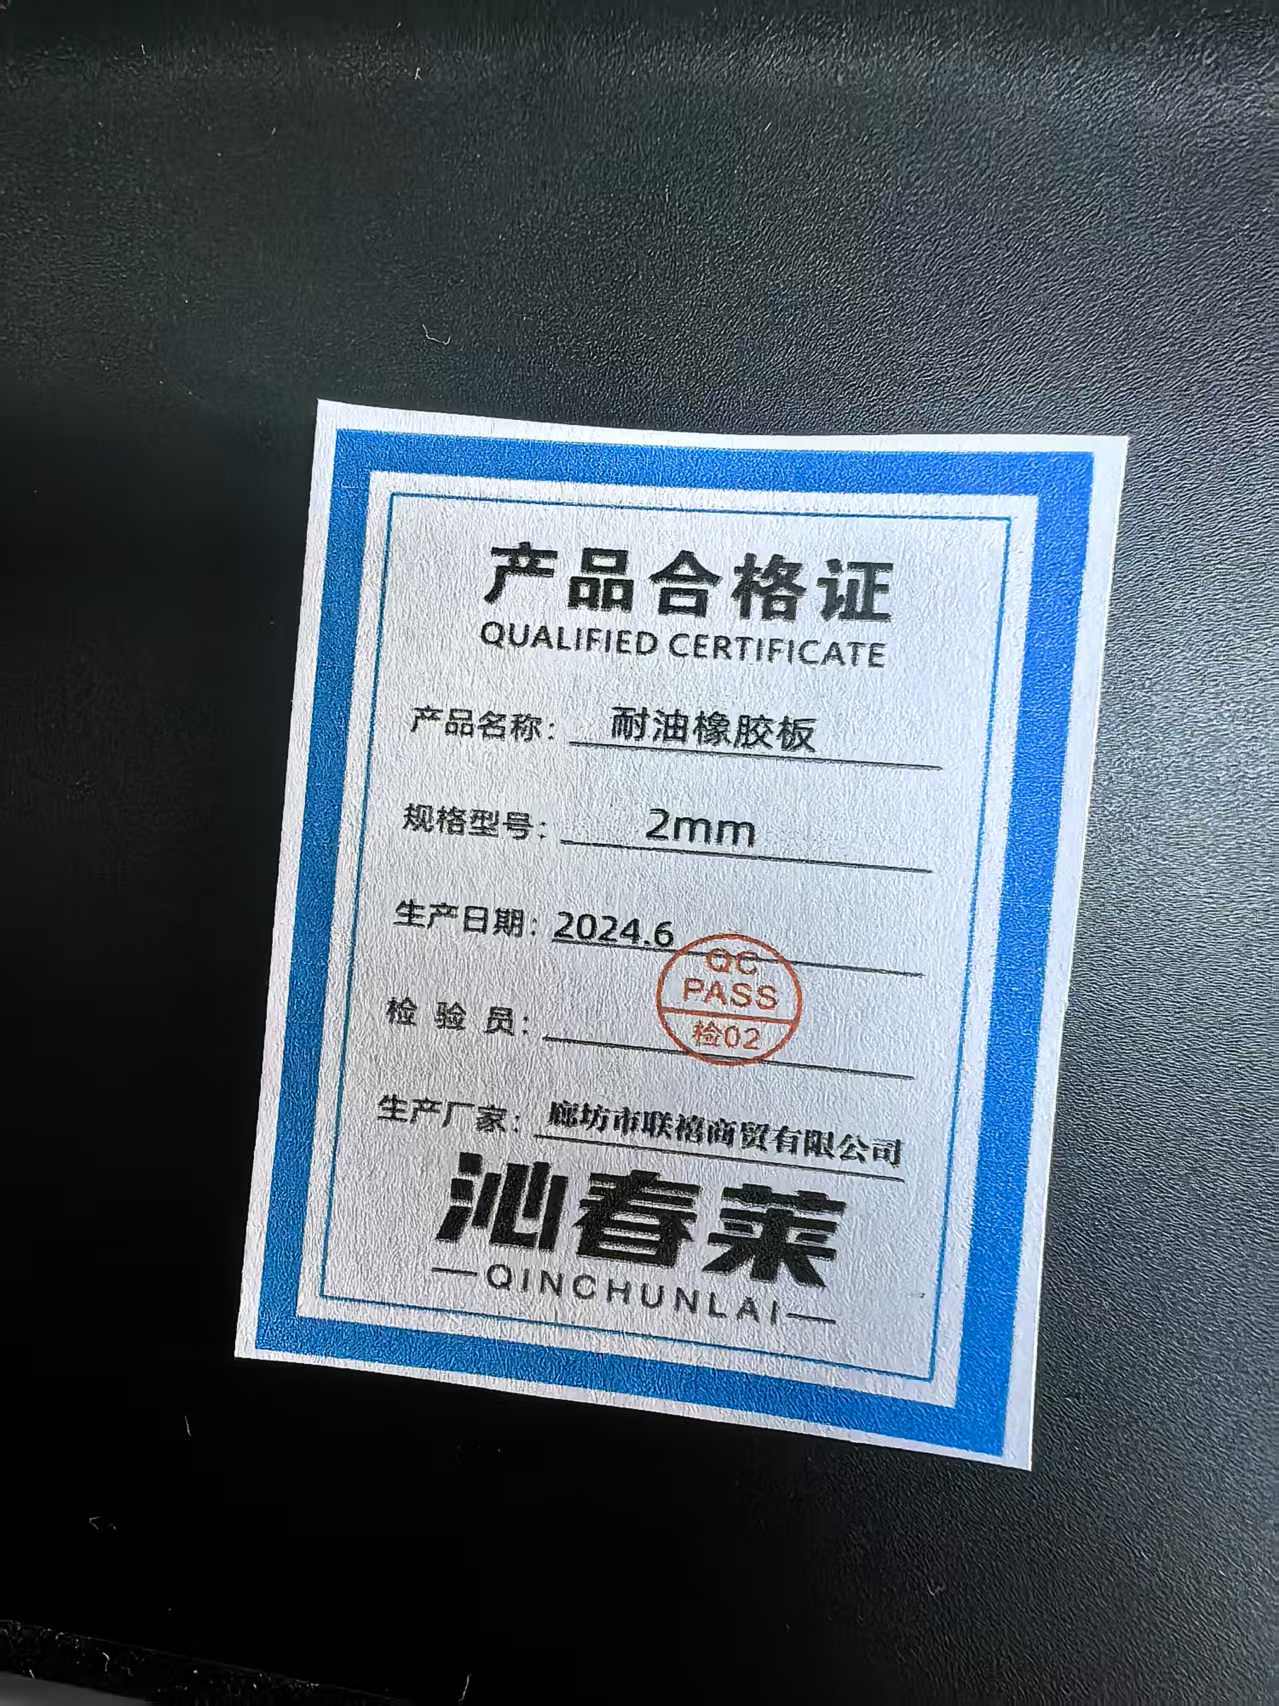 产品合格证
QUALIFIED CERTIFICATE
产品名称： 耐油橡胶板
规格型号： 2mm
生产日期：2024.6
QC
PASS
检 验 员：
检02
生产厂家：廊坊市联禧商贸有限公司
沁春莱
—QINCHUNLAI—